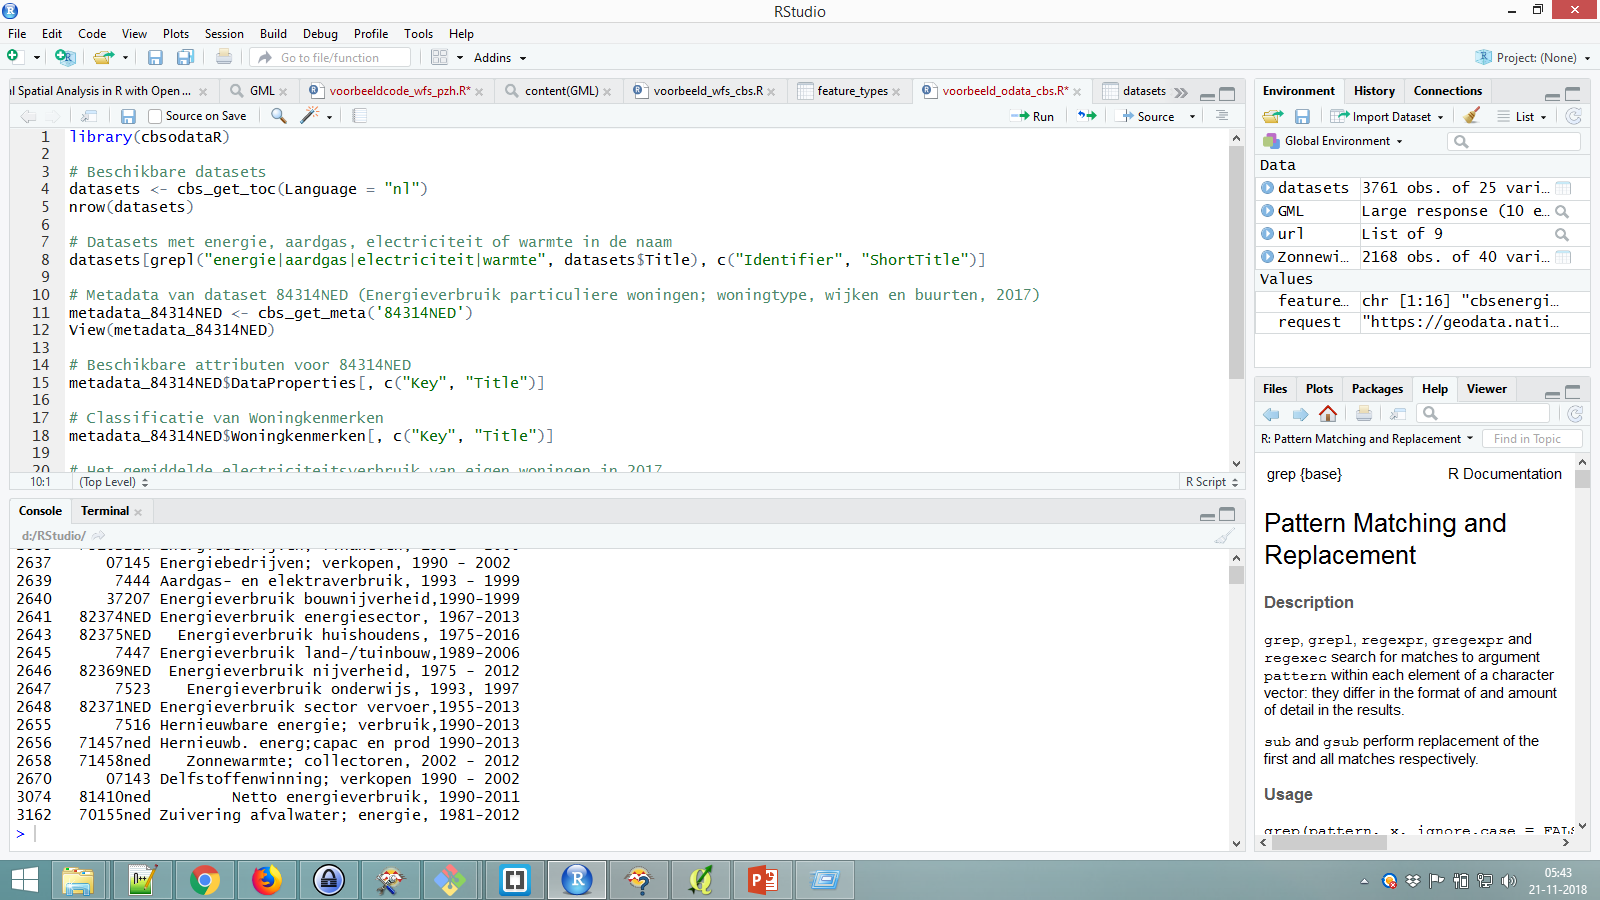 RStudio
File Edit Code View Plots Session Build Debug Profile Tools Help
Go to file/function Addins Project: (None)
l Spatial Analysis in R with Open ... GML voorbeeldcode_wfs_pzh.R* content(GML) voorbeeld_wfs_cbs.R feature_types voorbeeld_odata_cbs.R* datasets
Source on Save Run Source
1 library(cbsodataR)
2
3 # Beschikbare datasets
4 datasets <- cbs_get_toc(Language = "nl")
5 nrow(datasets)
6
7 # Datasets met energie, aardgas, electriciteit of warmte in de naam
8 datasets[grepl("energie|aardgas|electriciteit|warmte", datasets$Title), c("Identifier", "ShortTitle")]
9
10 # Metadata van dataset 84314NED (Energieverbruik particuliere woningen; woningtype, wijken en buurten, 2017)
11 metadata_84314NED <- cbs_get_meta('84314NED')
12 View(metadata_84314NED)
13
14 # Beschikbare attributen voor 84314NED
15 metadata_84314NED$DataProperties[, c("Key", "Title")]
16
17 # Classificatie van Woningkenmerken
18 metadata_84314NED$Woningkenmerken[, c("Key", "Title")]
19
20 # Het gemiddelde electriciteitsverbruik van eigen woningen in 2017
10:1 (Top Level) R Script
Console Terminal
d:/RStudio/
2637 07145 Energiebedrijven; verkopen, 1990 - 2002
2639 7444 Aardgas- en elektraverbruik, 1993 - 1999
2640 37207 Energieverbruik bouwnijverheid,1990-1999
2641 82374NED Energieverbruik energiesector, 1967-2013
2643 82375NED Energieverbruik huishoudens, 1975-2016
2645 7447 Energieverbruik land-/tuinbouw,1989-2006
2646 82369NED Energieverbruik nijverheid, 1975 - 2012
2647 7523 Energieverbruik onderwijs, 1993, 1997
2648 82371NED Energieverbruik sector vervoer,1955-2013
2655 7516 Hernieuwbare energie; verbruik,1990-2013
2656 71457ned Hernieuwb. energ;capac en prod 1990-2013
2658 71458ned Zonnewarmte; collectoren, 2002 - 2012
2670 07143 Delfstoffenwinning; verkopen 1990 - 2002
3074 81410ned Netto energieverbruik, 1990-2011
3162 70155ned Zuivering afvalwater; energie, 1981-2012
>
Environment History Connections
Import Dataset List
Global Environment
Data
datasets 3761 obs. of 25 vari...
GML Large response (10 e...
url List of 9
Zonnewi... 2168 obs. of 40 vari...
Values
feature... chr [1:16] "cbsenergi...
request "https://geodata.nati...
Files Plots Packages Help Viewer
R: Pattern Matching and Replacement Find in Topic
grep {base} R Documentation
Pattern Matching and
Replacement
Description
grep, grepl, regexpr, gregexpr and
regexec search for matches to argument
pattern within each element of a character
vector: they differ in the format of and amount
of detail in the results.
sub and gsub perform replacement of the
first and all matches respectively.
Usage
grep(pattern, x, ignore.case = FALS
05:43
21-11-2018